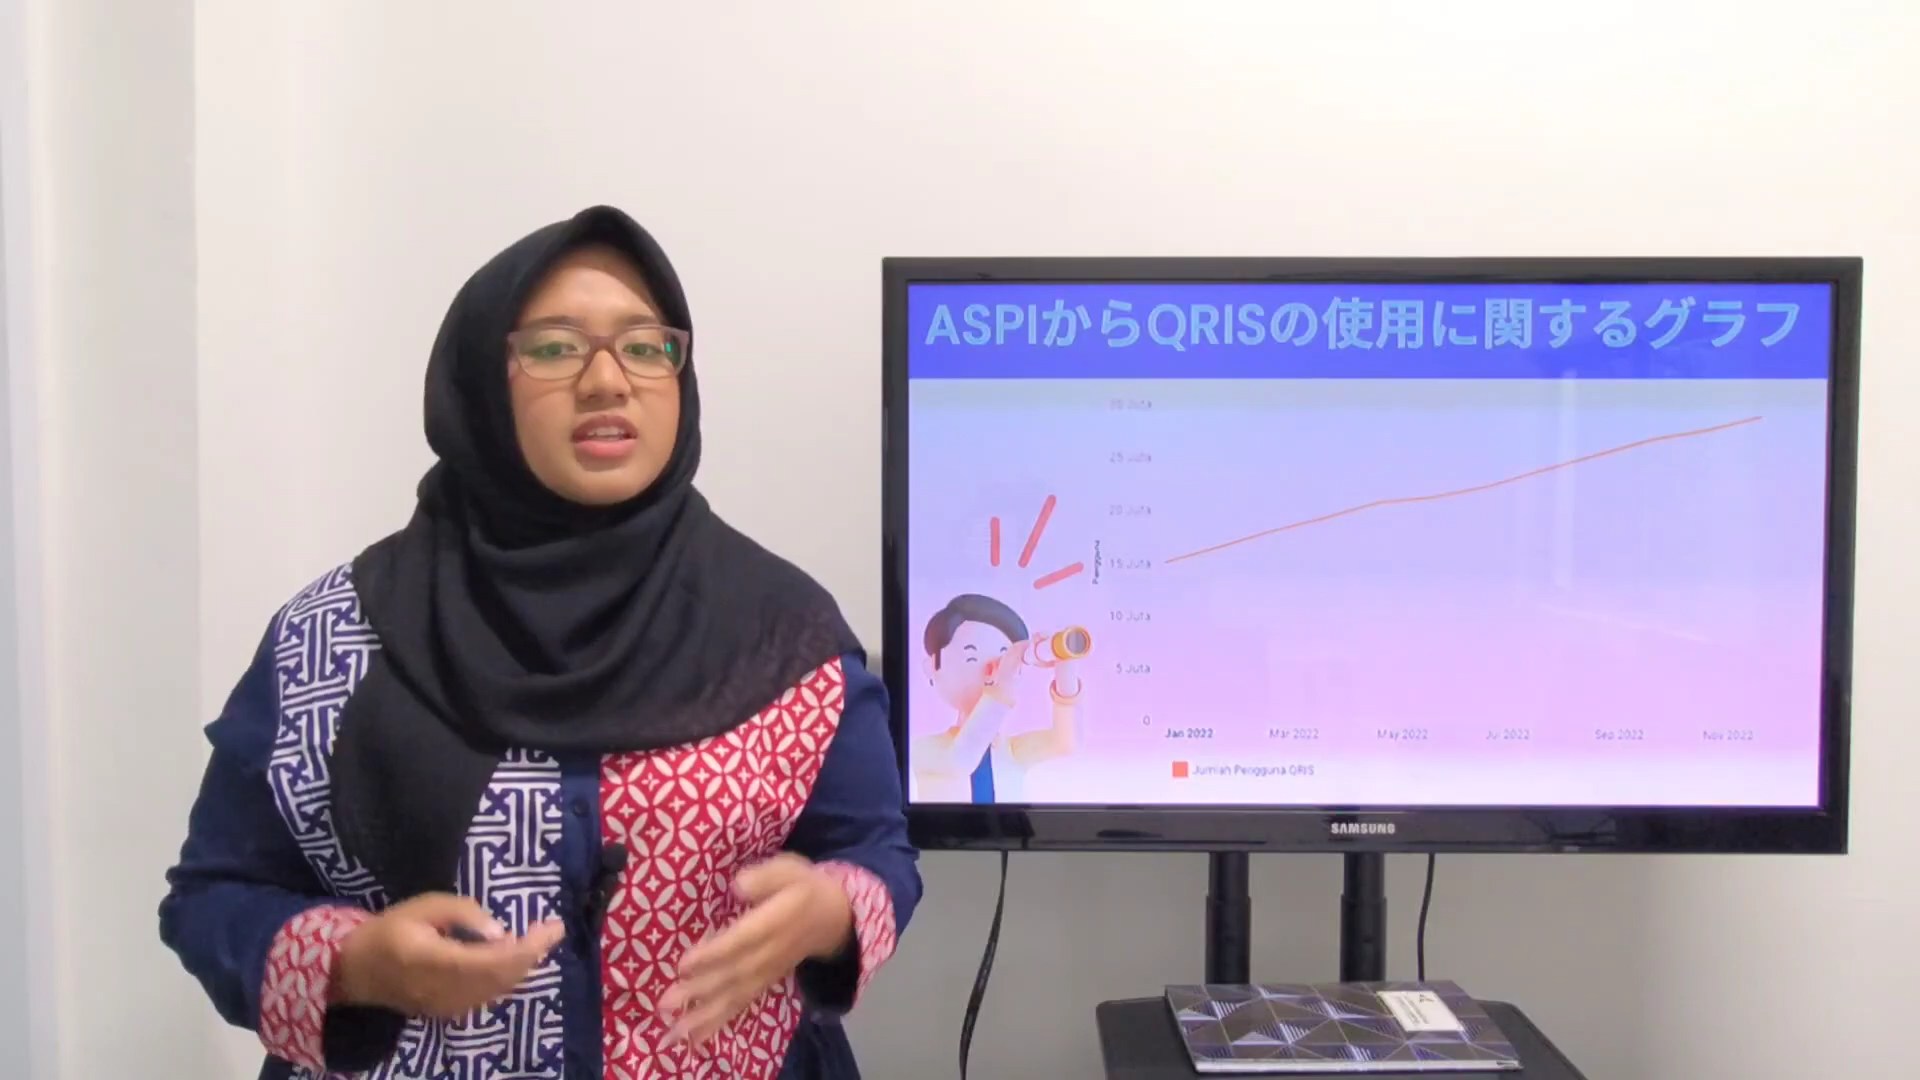 ASPIからQRISの使用に関するグラフ
30 Juta
25 Juta
20 Juta
15 Juta
10 Juta
5 Juta
0
Pengguna
Jan 2022
Mar 2022
May 2022
Jul 2022
Sep 2022
Nov 2022
Jumlah Pengguna QRIS
SAMSUNG